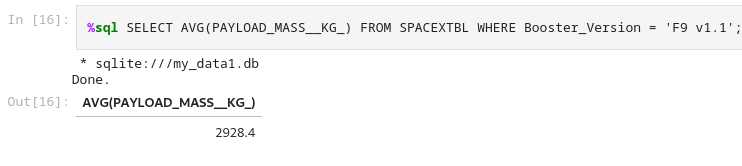 In [16]: %sql SELECT AVG(PAYLOAD_MASS__KG_) FROM SPACEXTBL WHERE Booster_Version = 'F9 v1.1';
* sqlite:///my_data1.db
Done.
Out[16]: AVG(PAYLOAD_MASS__KG_)
2928.4